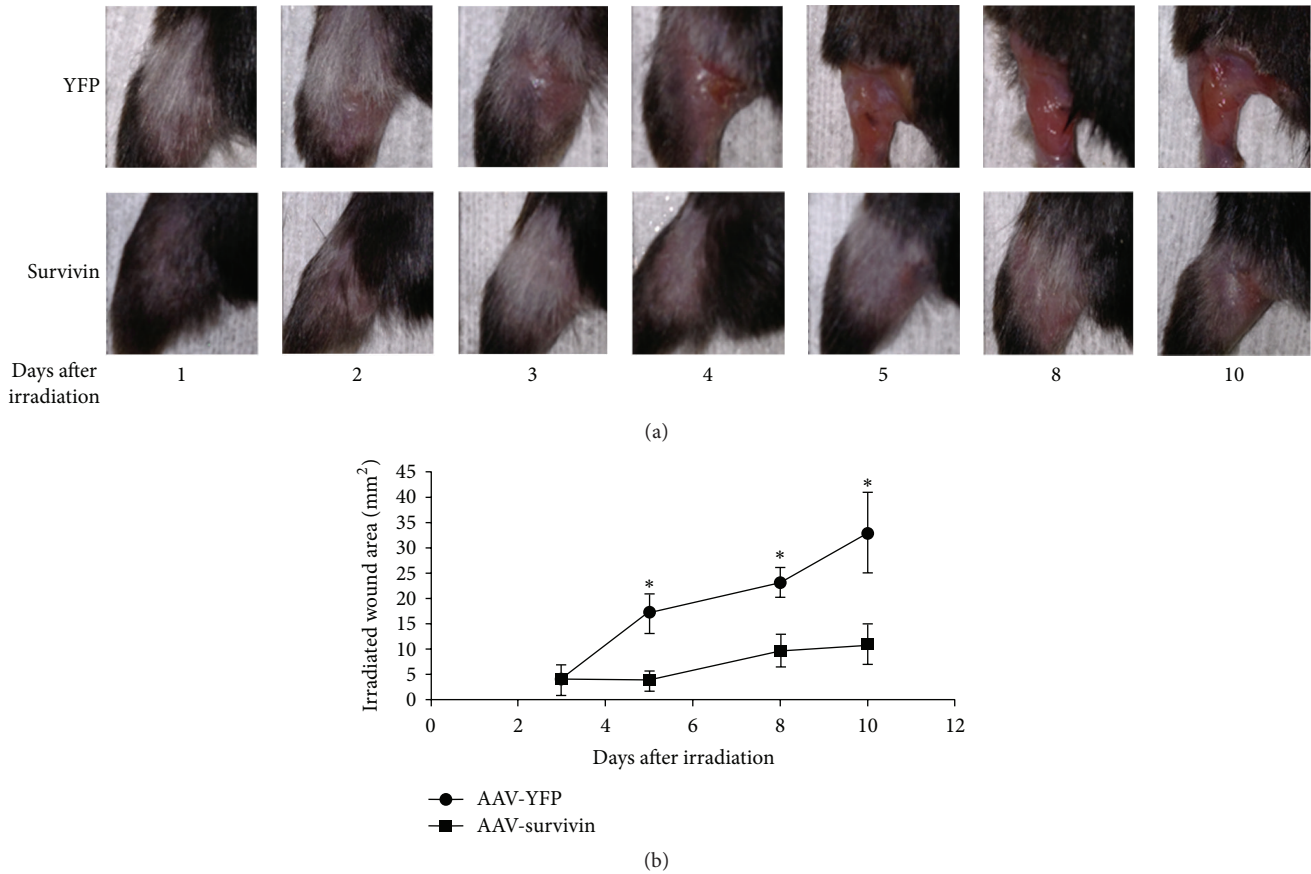 YFP
Survivin
Days after
irradiation
1 2 3 4 5 8 10
(a)
Irradiated wound area (mm²)
45
40
35
30
25
20
15
10
5
0
* * *
0 2 4 6 8 10 12
Days after irradiation
AAV-YFP
AAV-survivin
(b)